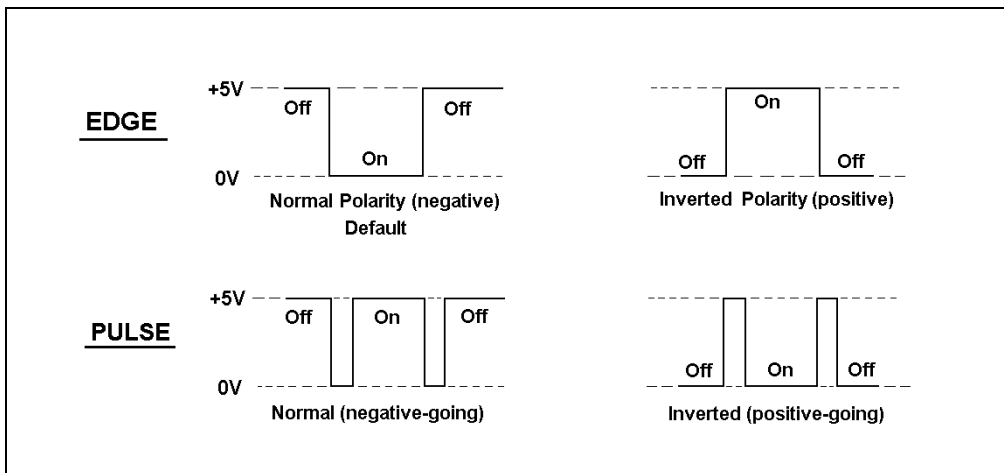 EDGE
+5V
Off
On
Off
0V
Normal Polarity (negative)
Default
On
Off
Off
Inverted Polarity (positive)
PULSE
+5V
Off
On
Off
0V
Normal (negative-going)
Off
On
Off
Inverted (positive-going)